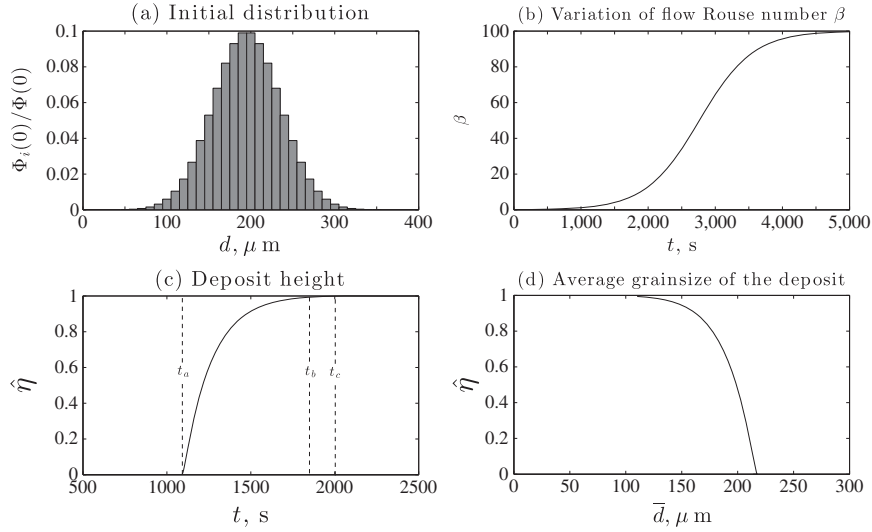 (a) Initial distribution
Φᵢ(0)/Φ(0)
0.1
0.08
0.06
0.04
0.02
0
0 100 200 300 400
d, μ m
(b) Variation of flow Rouse number β
β
100
80
60
40
20
0
0 1,000 2,000 3,000 4,000 5,000
t, s
(c) Deposit height
η̂
1
0.8
0.6
0.4
0.2
0
tₐ t_b t_c
500 1000 1500 2000 2500
t, s
(d) Average grainsize of the deposit
η̂
1
0.8
0.6
0.4
0.2
0
0 50 100 150 200 250 300
d̅, μ m